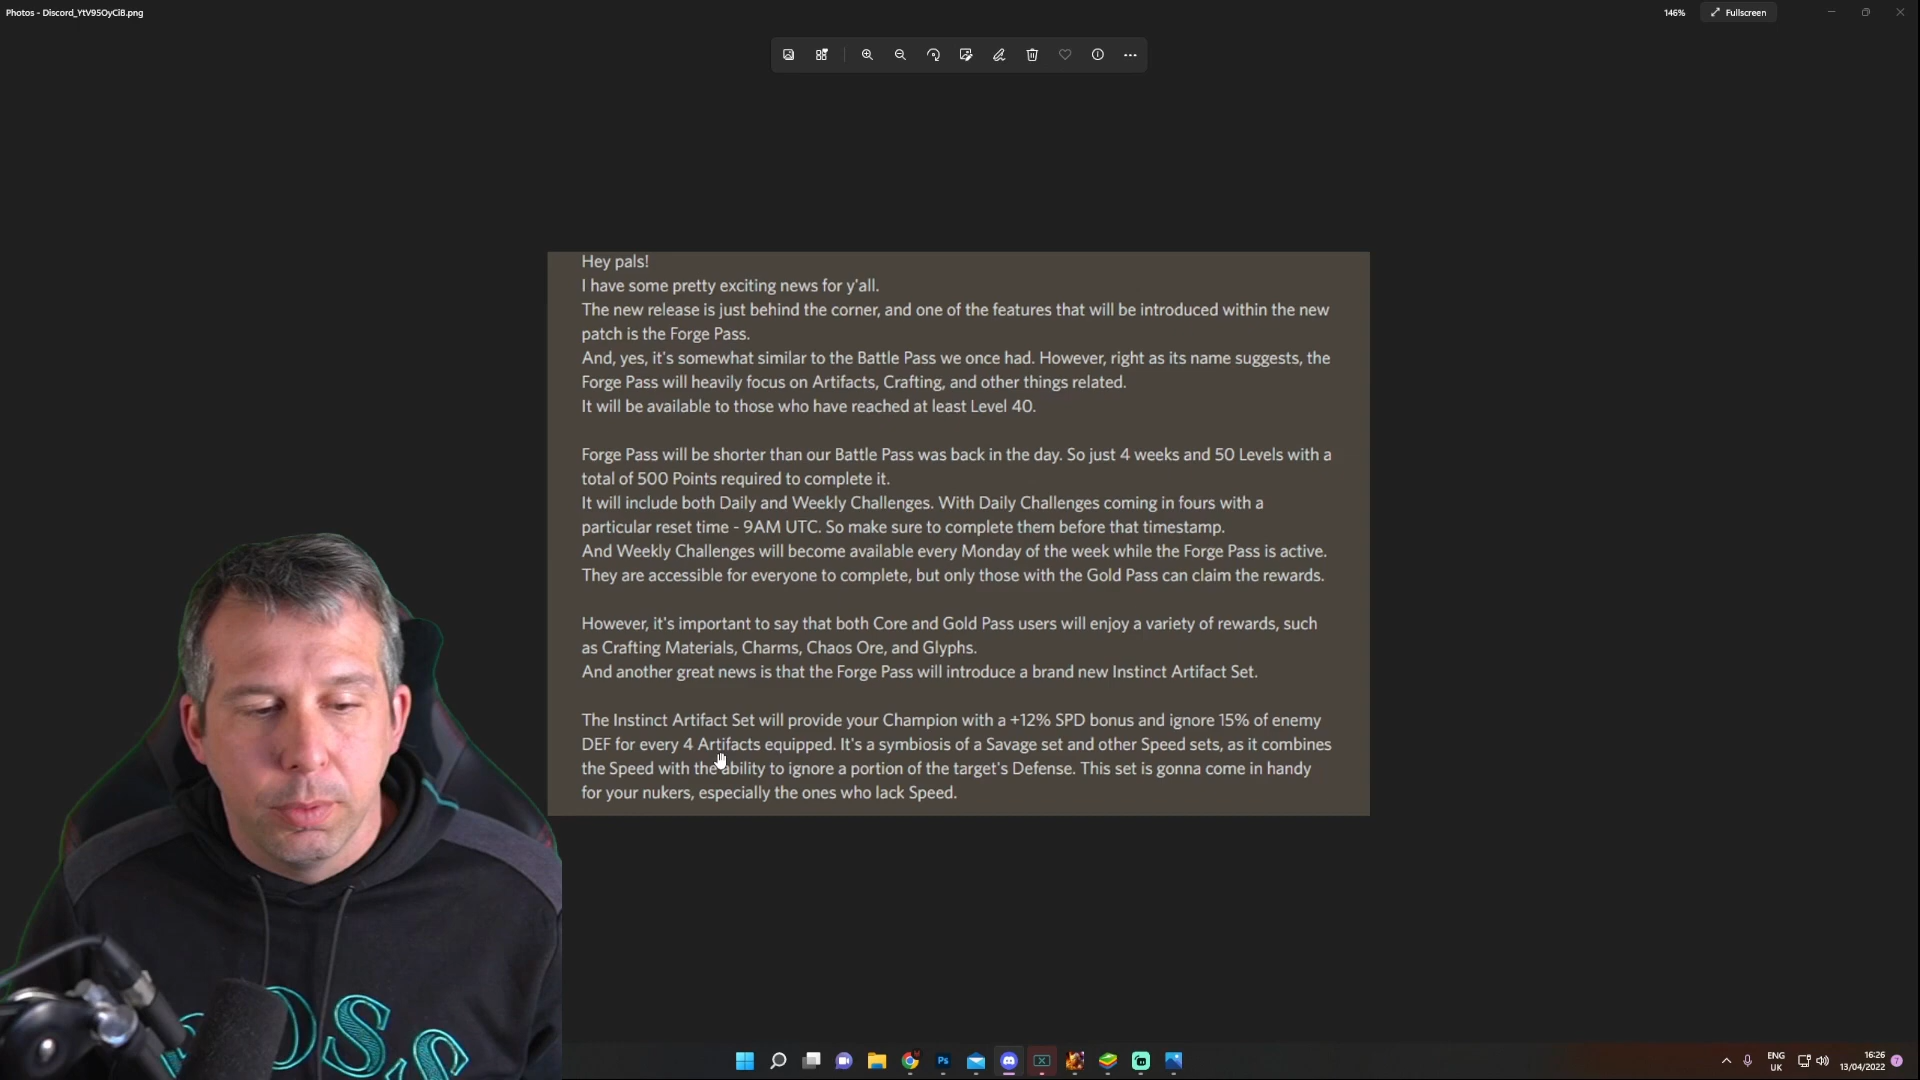 Photos - Discord_YtV95OyCiB.png
146%
Fullscreen
Hey pals!
I have some pretty exciting news for y'all.
The new release is just behind the corner, and one of the features that will be introduced within the new
patch is the Forge Pass.
And, yes, it's somewhat similar to the Battle Pass we once had. However, right as its name suggests, the
Forge Pass will heavily focus on Artifacts, Crafting, and other things related.
It will be available to those who have reached at least Level 40.
Forge Pass will be shorter than our Battle Pass was back in the day. So just 4 weeks and 50 Levels with a
total of 500 Points required to complete it.
It will include both Daily and Weekly Challenges. With Daily Challenges coming in fours with a
particular reset time - 9AM UTC. So make sure to complete them before that timestamp.
And Weekly Challenges will become available every Monday of the week while the Forge Pass is active.
They are accessible for everyone to complete, but only those with the Gold Pass can claim the rewards.
However, it's important to say that both Core and Gold Pass users will enjoy a variety of rewards, such
as Crafting Materials, Charms, Chaos Ore, and Glyphs.
And another great news is that the Forge Pass will introduce a brand new Instinct Artifact Set.
The Instinct Artifact Set will provide your Champion with a +12% SPD bonus and ignore 15% of enemy
DEF for every 4 Artifacts equipped. It's a symbiosis of a Savage set and other Speed sets, as it combines
the Speed with the ability to ignore a portion of the target's Defense. This set is gonna come in handy
for your nukers, especially the ones who lack Speed.
Ps
ENG
UK
16:26
13/04/2022
7